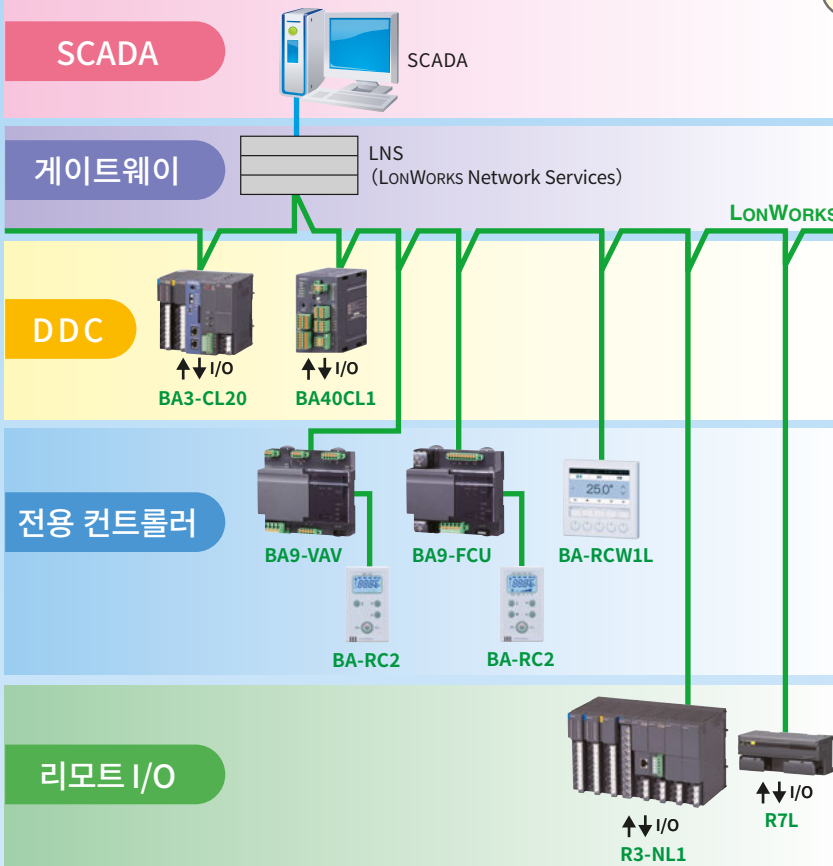 SCADA
SCADA
게이트웨이
LNS
(LONWORKS Network Services)
LONWORKS
DDC
I/O
I/O
BA3-CL20
BA40CL1
전용 컨트롤러
25.0°
BA9-VAV
BA9-FCU
BA-RCW1L
BA-RC2
BA-RC2
리모트 I/O
I/O
R7L
I/O
R3-NL1